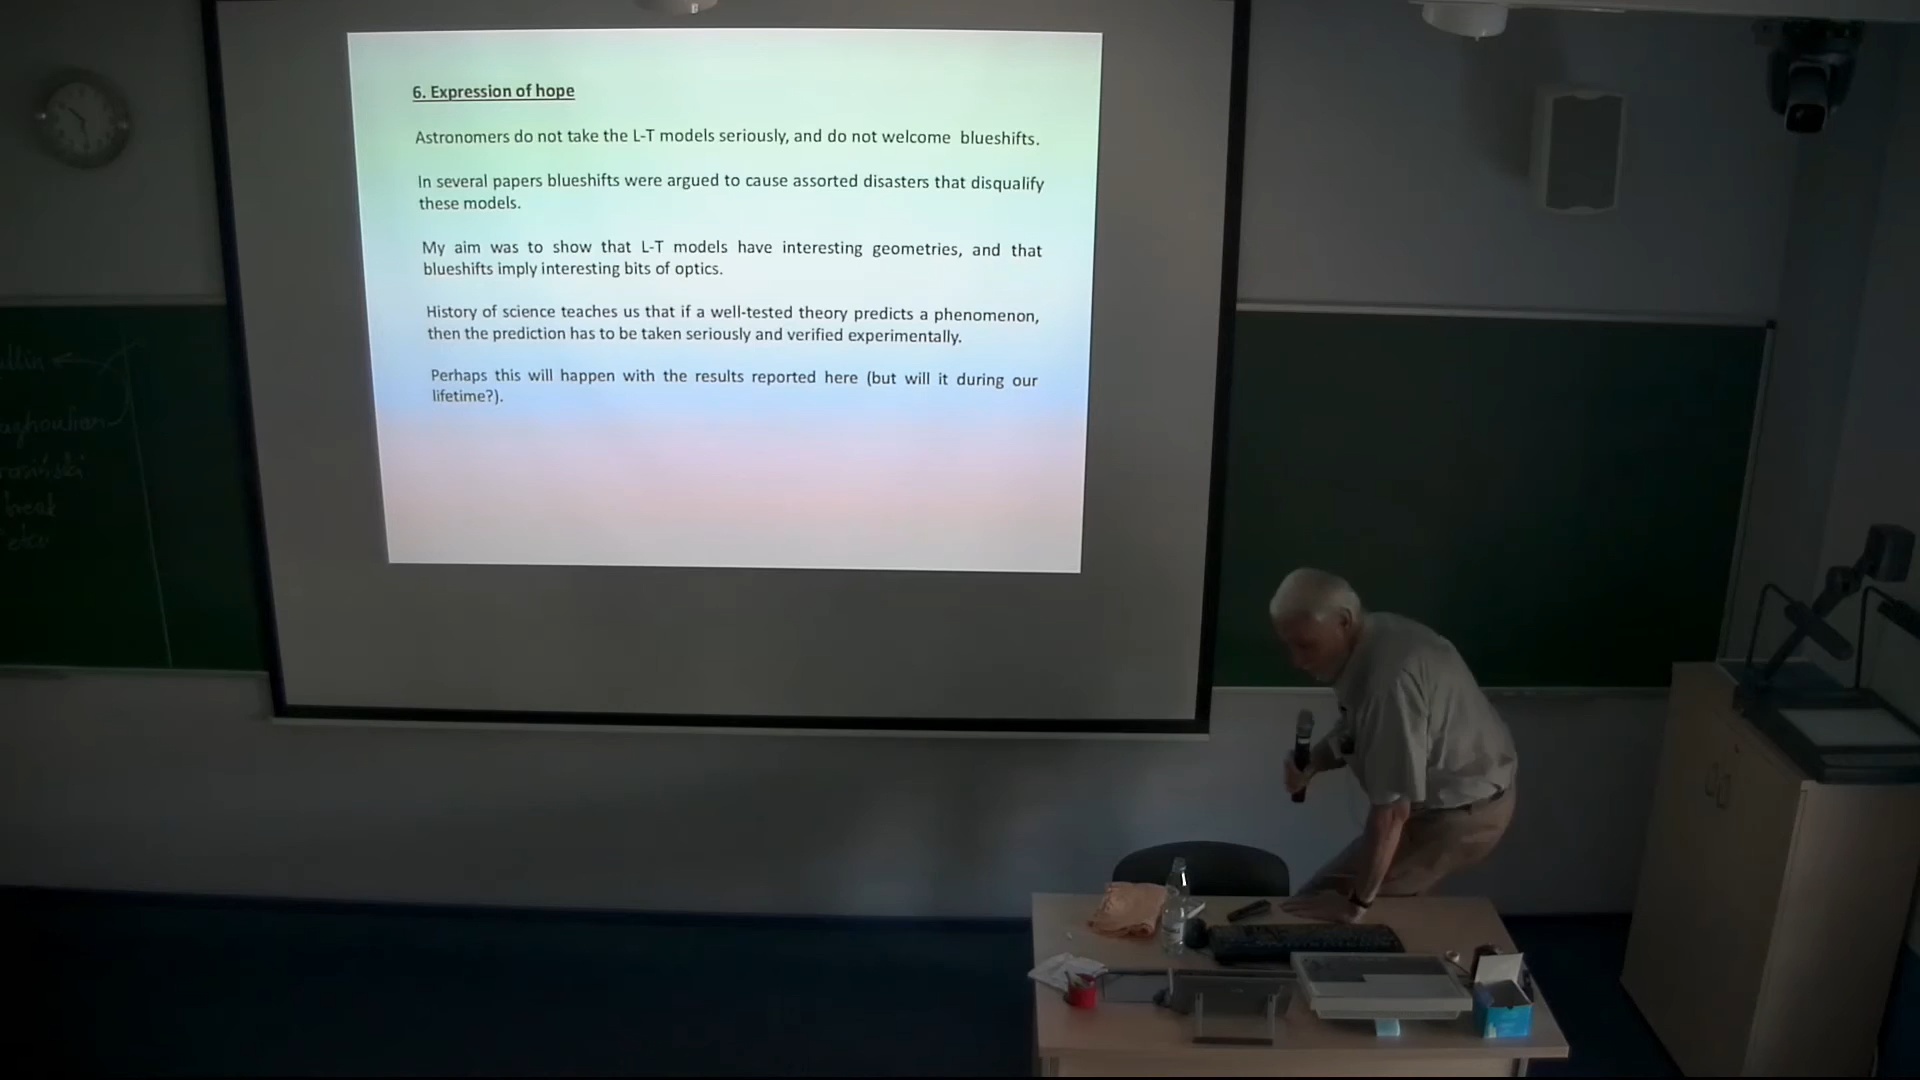 6. Expression of hope
Astronomers do not take the L-T models seriously, and do not welcome blueshifts.
In several papers blueshifts were argued to cause assorted disasters that disqualify
these models.
My aim was to show that L-T models have interesting geometries, and that
blueshifts imply interesting bits of optics.
History of science teaches us that if a well-tested theory predicts a phenomenon,
then the prediction has to be taken seriously and verified experimentally.
Perhaps this will happen with the results reported here (but will it during our
lifetime?).
break